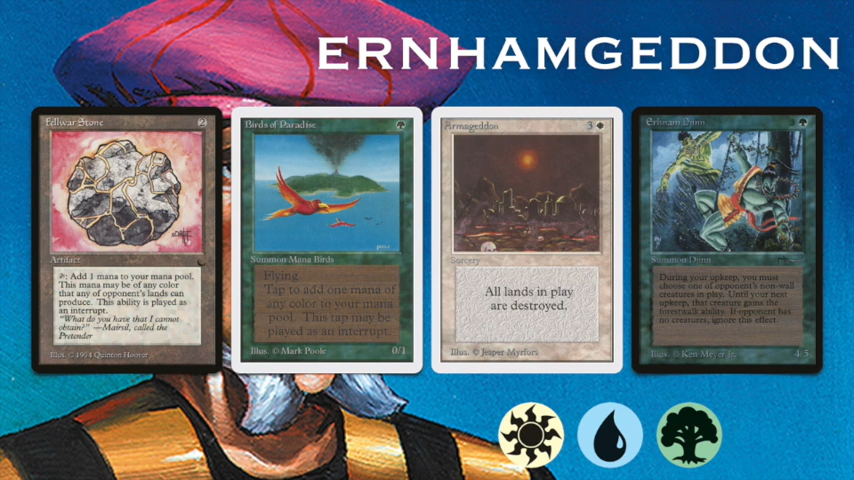 ERNHAMGEDDON
Fellwar Stone 2
Artifact
: Add 1 mana to your mana pool.
This mana may be of any color
that any of opponent's lands can
produce. This ability is played as
an interrupt.
"What do you have that I cannot
obtain?" —Mairsil, called the
Pretender
Illus. © 1994 Quinton Hoover
Birds of Paradise
Summon Mana Birds
Flying
Tap to add one mana of
any color to your mana
pool. This tap may be
played as an interrupt.
Illus. © Mark Poole 0/1
Armageddon 3
Sorcery
All lands in play
are destroyed.
Illus. © Jesper Myrfors
Erhnam Djinn 3
Summon Djinn
During your upkeep, you must
choose one of opponent's non-wall
creatures in play. Until your next
upkeep, that creature gains the
forestwalk ability. If opponent has
no creatures, ignore this effect.
Illus. © Ken Meyer jr. 4/5